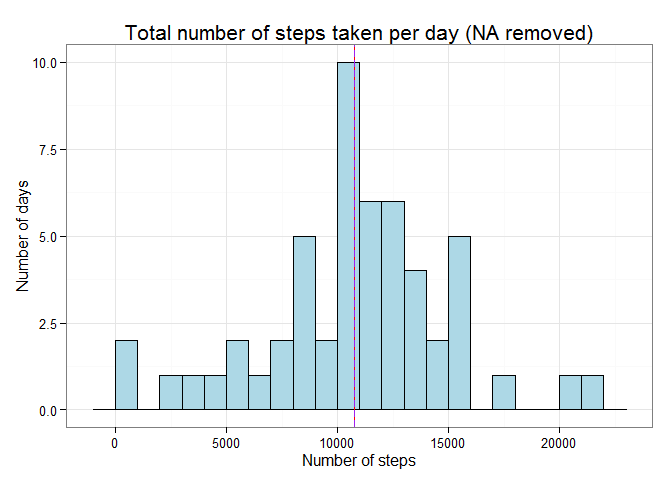 Total number of steps taken per day (NA removed)
10.0
7.5
5.0
2.5
0.0
Number of days
0 5000 10000 15000 20000
Number of steps